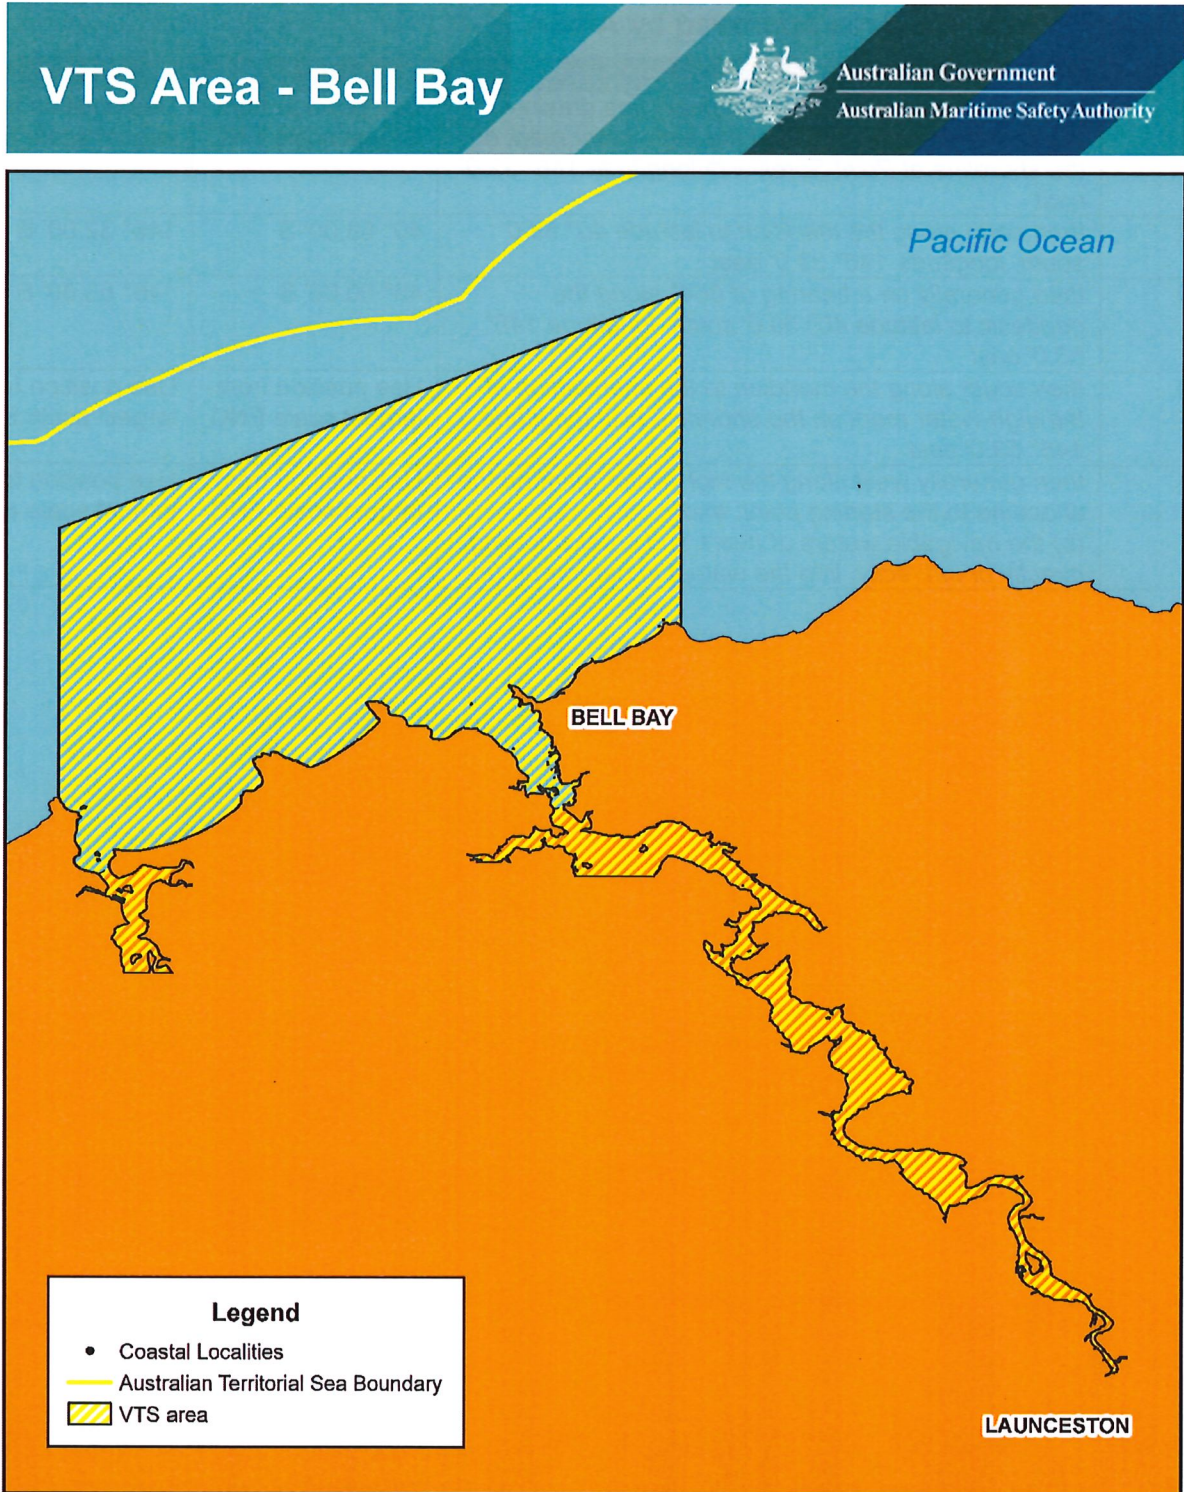 VTS Area - Bell Bay
Australian Government
Australian Maritime Safety Authority
Pacific Ocean
BELL BAY
Legend
Coastal Localities
Australian Territorial Sea Boundary
VTS area
LAUNCESTON